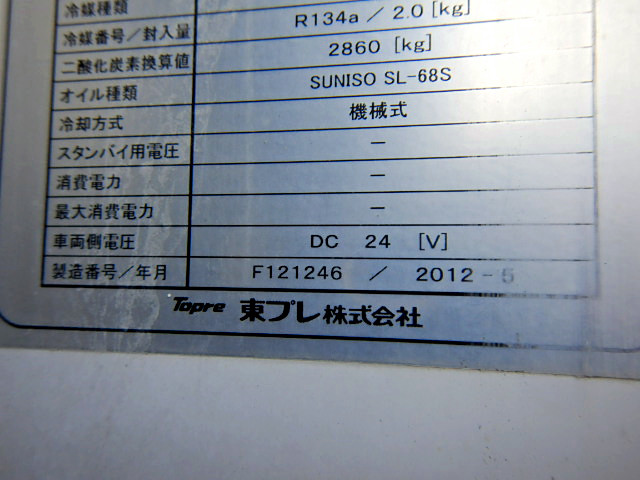 冷媒種類
冷媒番号／封入量 R134a ／ 2.0 [kg]
二酸化炭素換算値 2860 [kg]
オイル種類 SUNISO SL-68S
冷却方式 機械式
スタンバイ用電圧 －
消費電力 －
最大消費電力 －
車両側電圧 DC 24 [V]
製造番号／年月 F121246 ／ 2012 - 5
Topre 東プレ株式会社